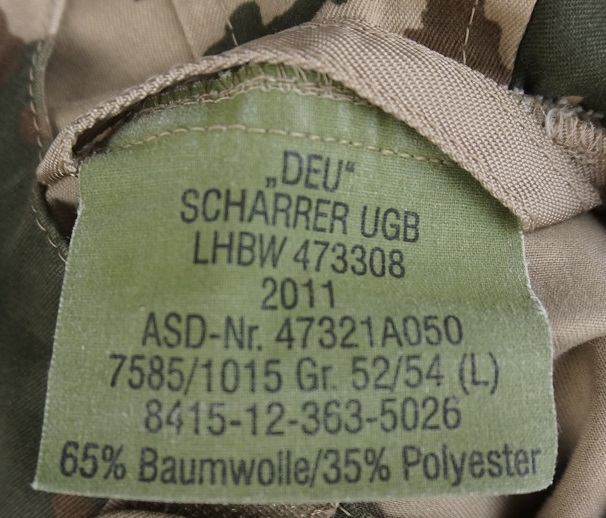 „DEU“
SCHARRER UGB
LHBW 473308
2011
ASD-Nr. 47321A050
7585/1015 Gr. 52/54 (L)
8415-12-363-5026
65% Baumwolle/35% Polyester